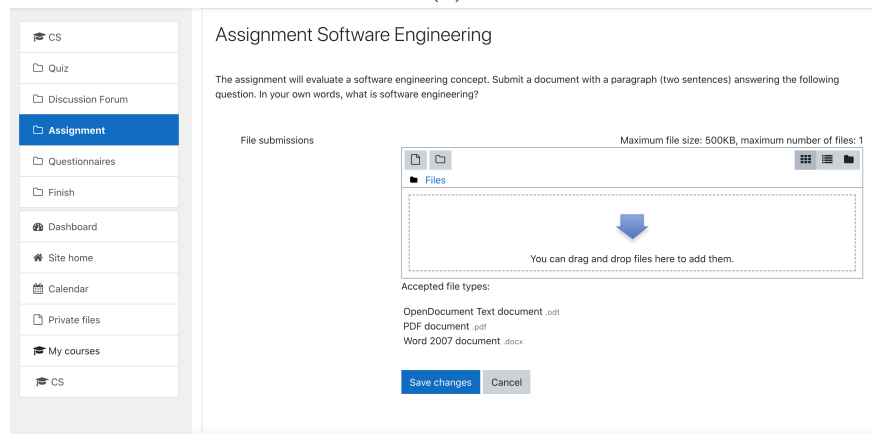 CS
Quiz
Discussion Forum
Assignment
Questionnaires
Finish
Dashboard
Site home
Calendar
Private files
My courses
CS
Assignment Software Engineering
The assignment will evaluate a software engineering concept. Submit a document with a paragraph (two sentences) answering the following
question. In your own words, what is software engineering?
File submissions
Maximum file size: 500KB, maximum number of files: 1
Files
You can drag and drop files here to add them.
Accepted file types:
OpenDocument Text document .odt
PDF document .pdf
Word 2007 document .docx
Save changes Cancel